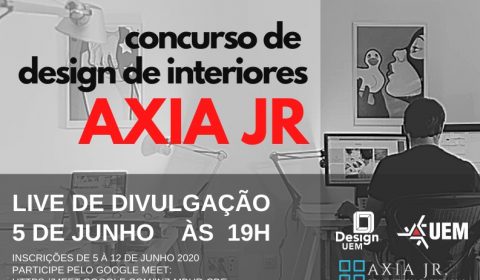 concurso de
design de interiores
AXIA JR
LIVE DE DIVULGAÇÃO
5 DE JUNHO ÀS 19H
INSCRIÇÕES DE 5 À 12 DE JUNHO 2020
PARTICIPE PELO GOOGLE MEET:
Design
UEM
UEM
AXIA JR.